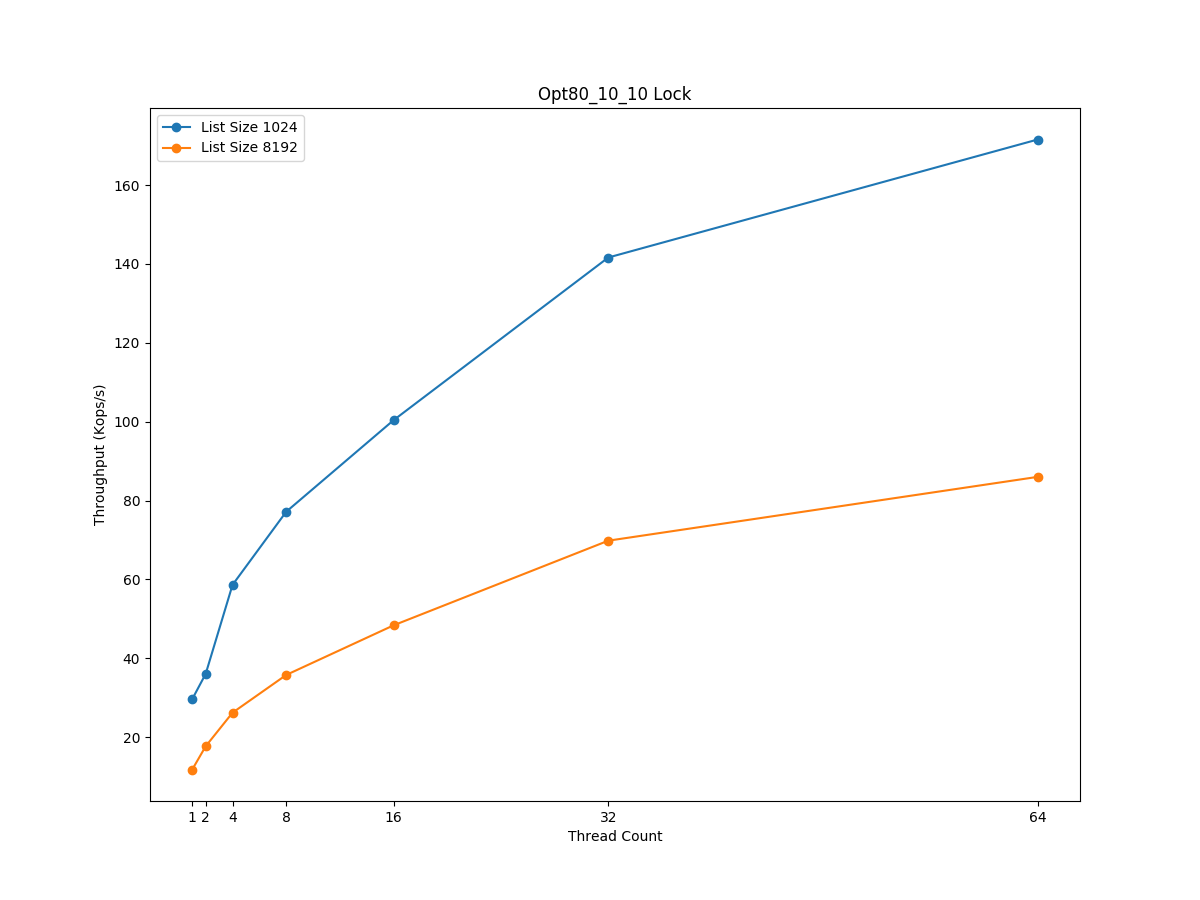 Opt80_10_10 Lock
List Size 1024
List Size 8192
Throughput (Kops/s)
160
140
120
100
80
60
40
20
1 2 4 8 16 32 64
Thread Count